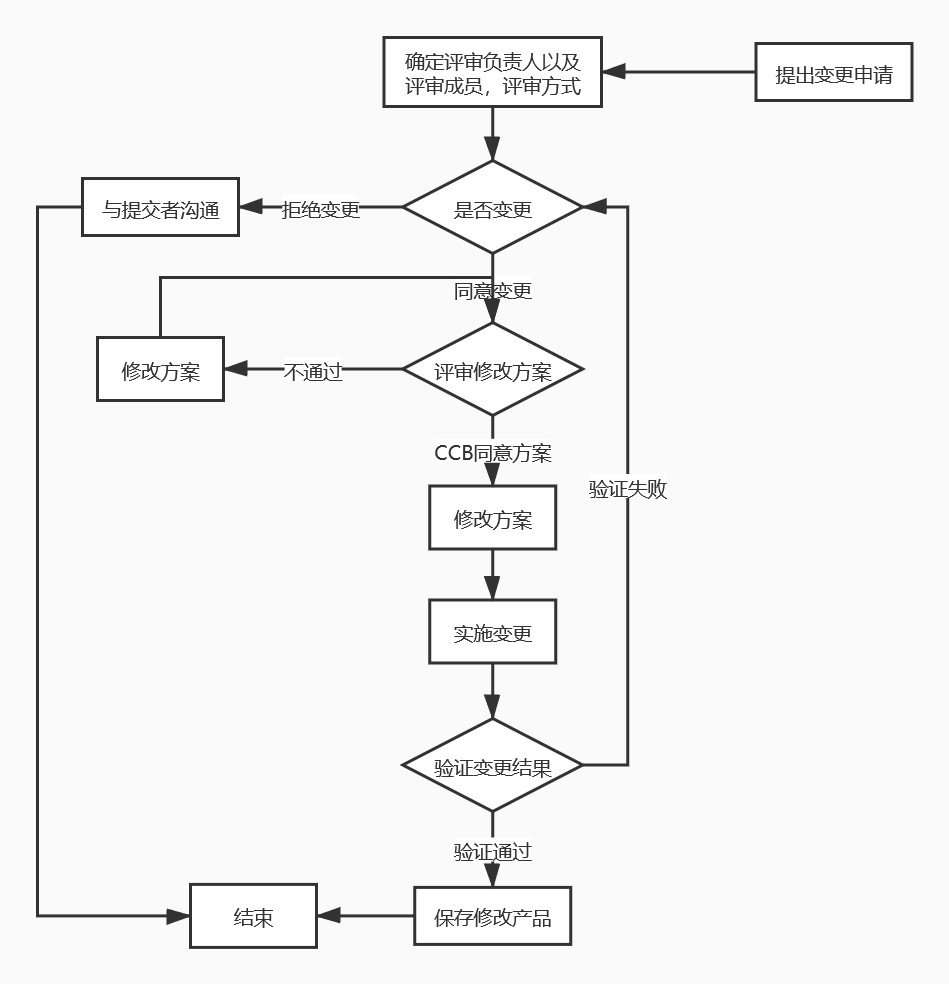 确定评审负责人以及
评审成员，评审方式
提出变更申请
是否变更
拒绝变更
与提交者沟通
同意变更
评审修改方案
不通过
修改方案
CCB同意方案
验证失败
修改方案
实施变更
验证变更结果
验证通过
保存修改产品
结束